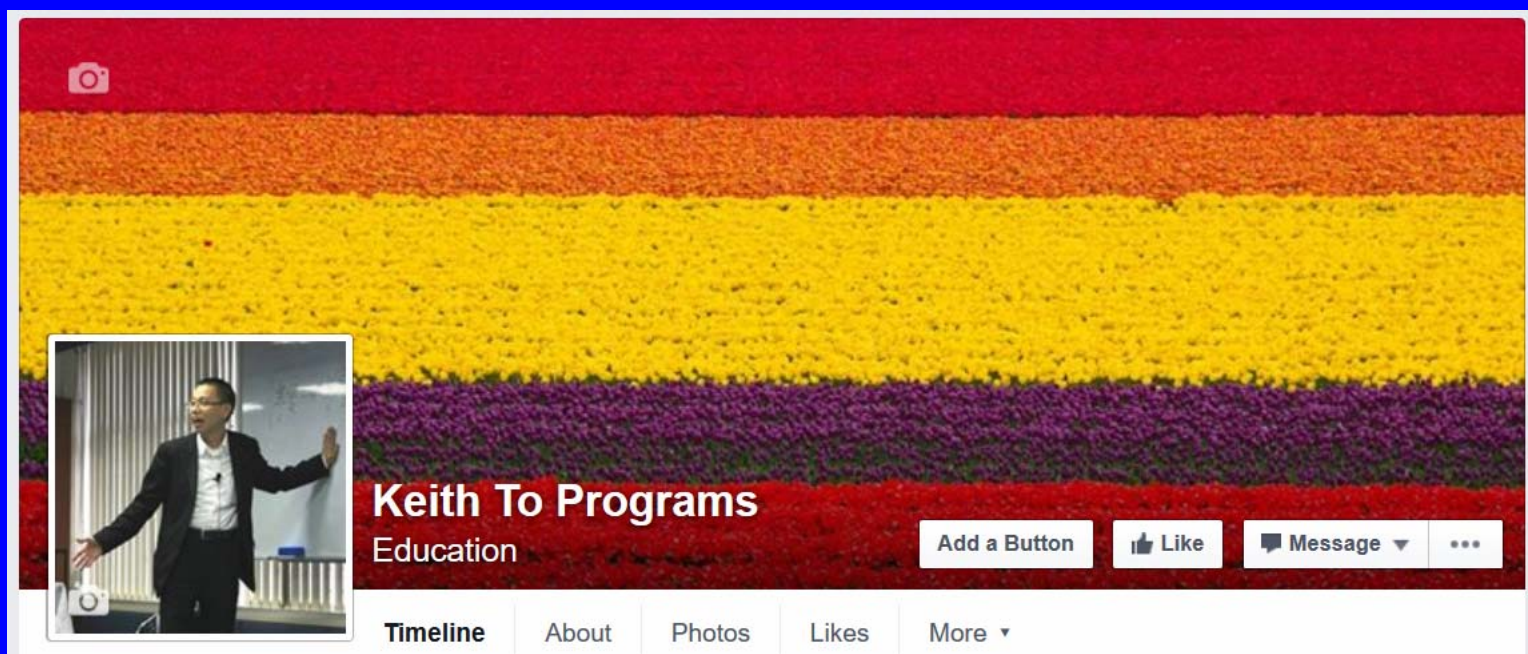 Keith To Programs
Education
Add a Button
Like
Message
Timeline
About
Photos
Likes
More